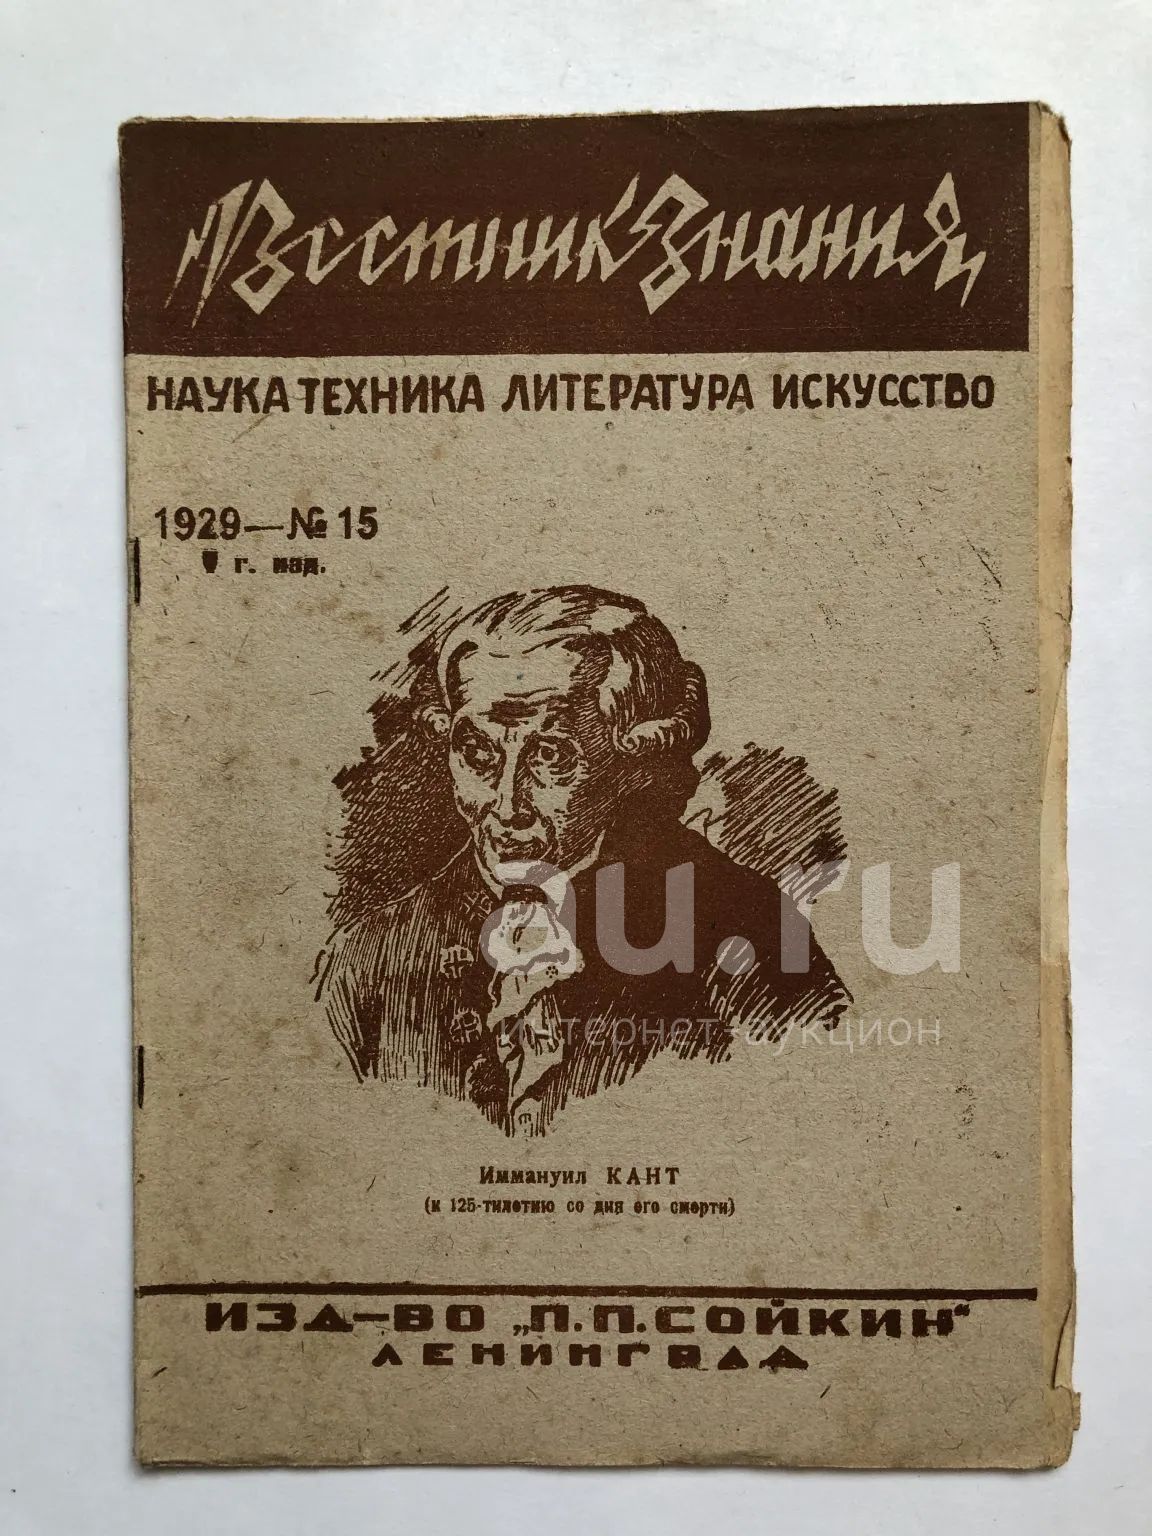 Вестник Знания
НАУКА ТЕХНИКА ЛИТЕРАТУРА ИСКУССТВО
1929—№ 15
V г. изд.
au.ru
интернет-аукцион
Иммануил КАНТ
(к 125-тилетию со дня его смерти)
ИЗД-ВО „П.П.СОЙКИН“
ЛЕНИНГРАД